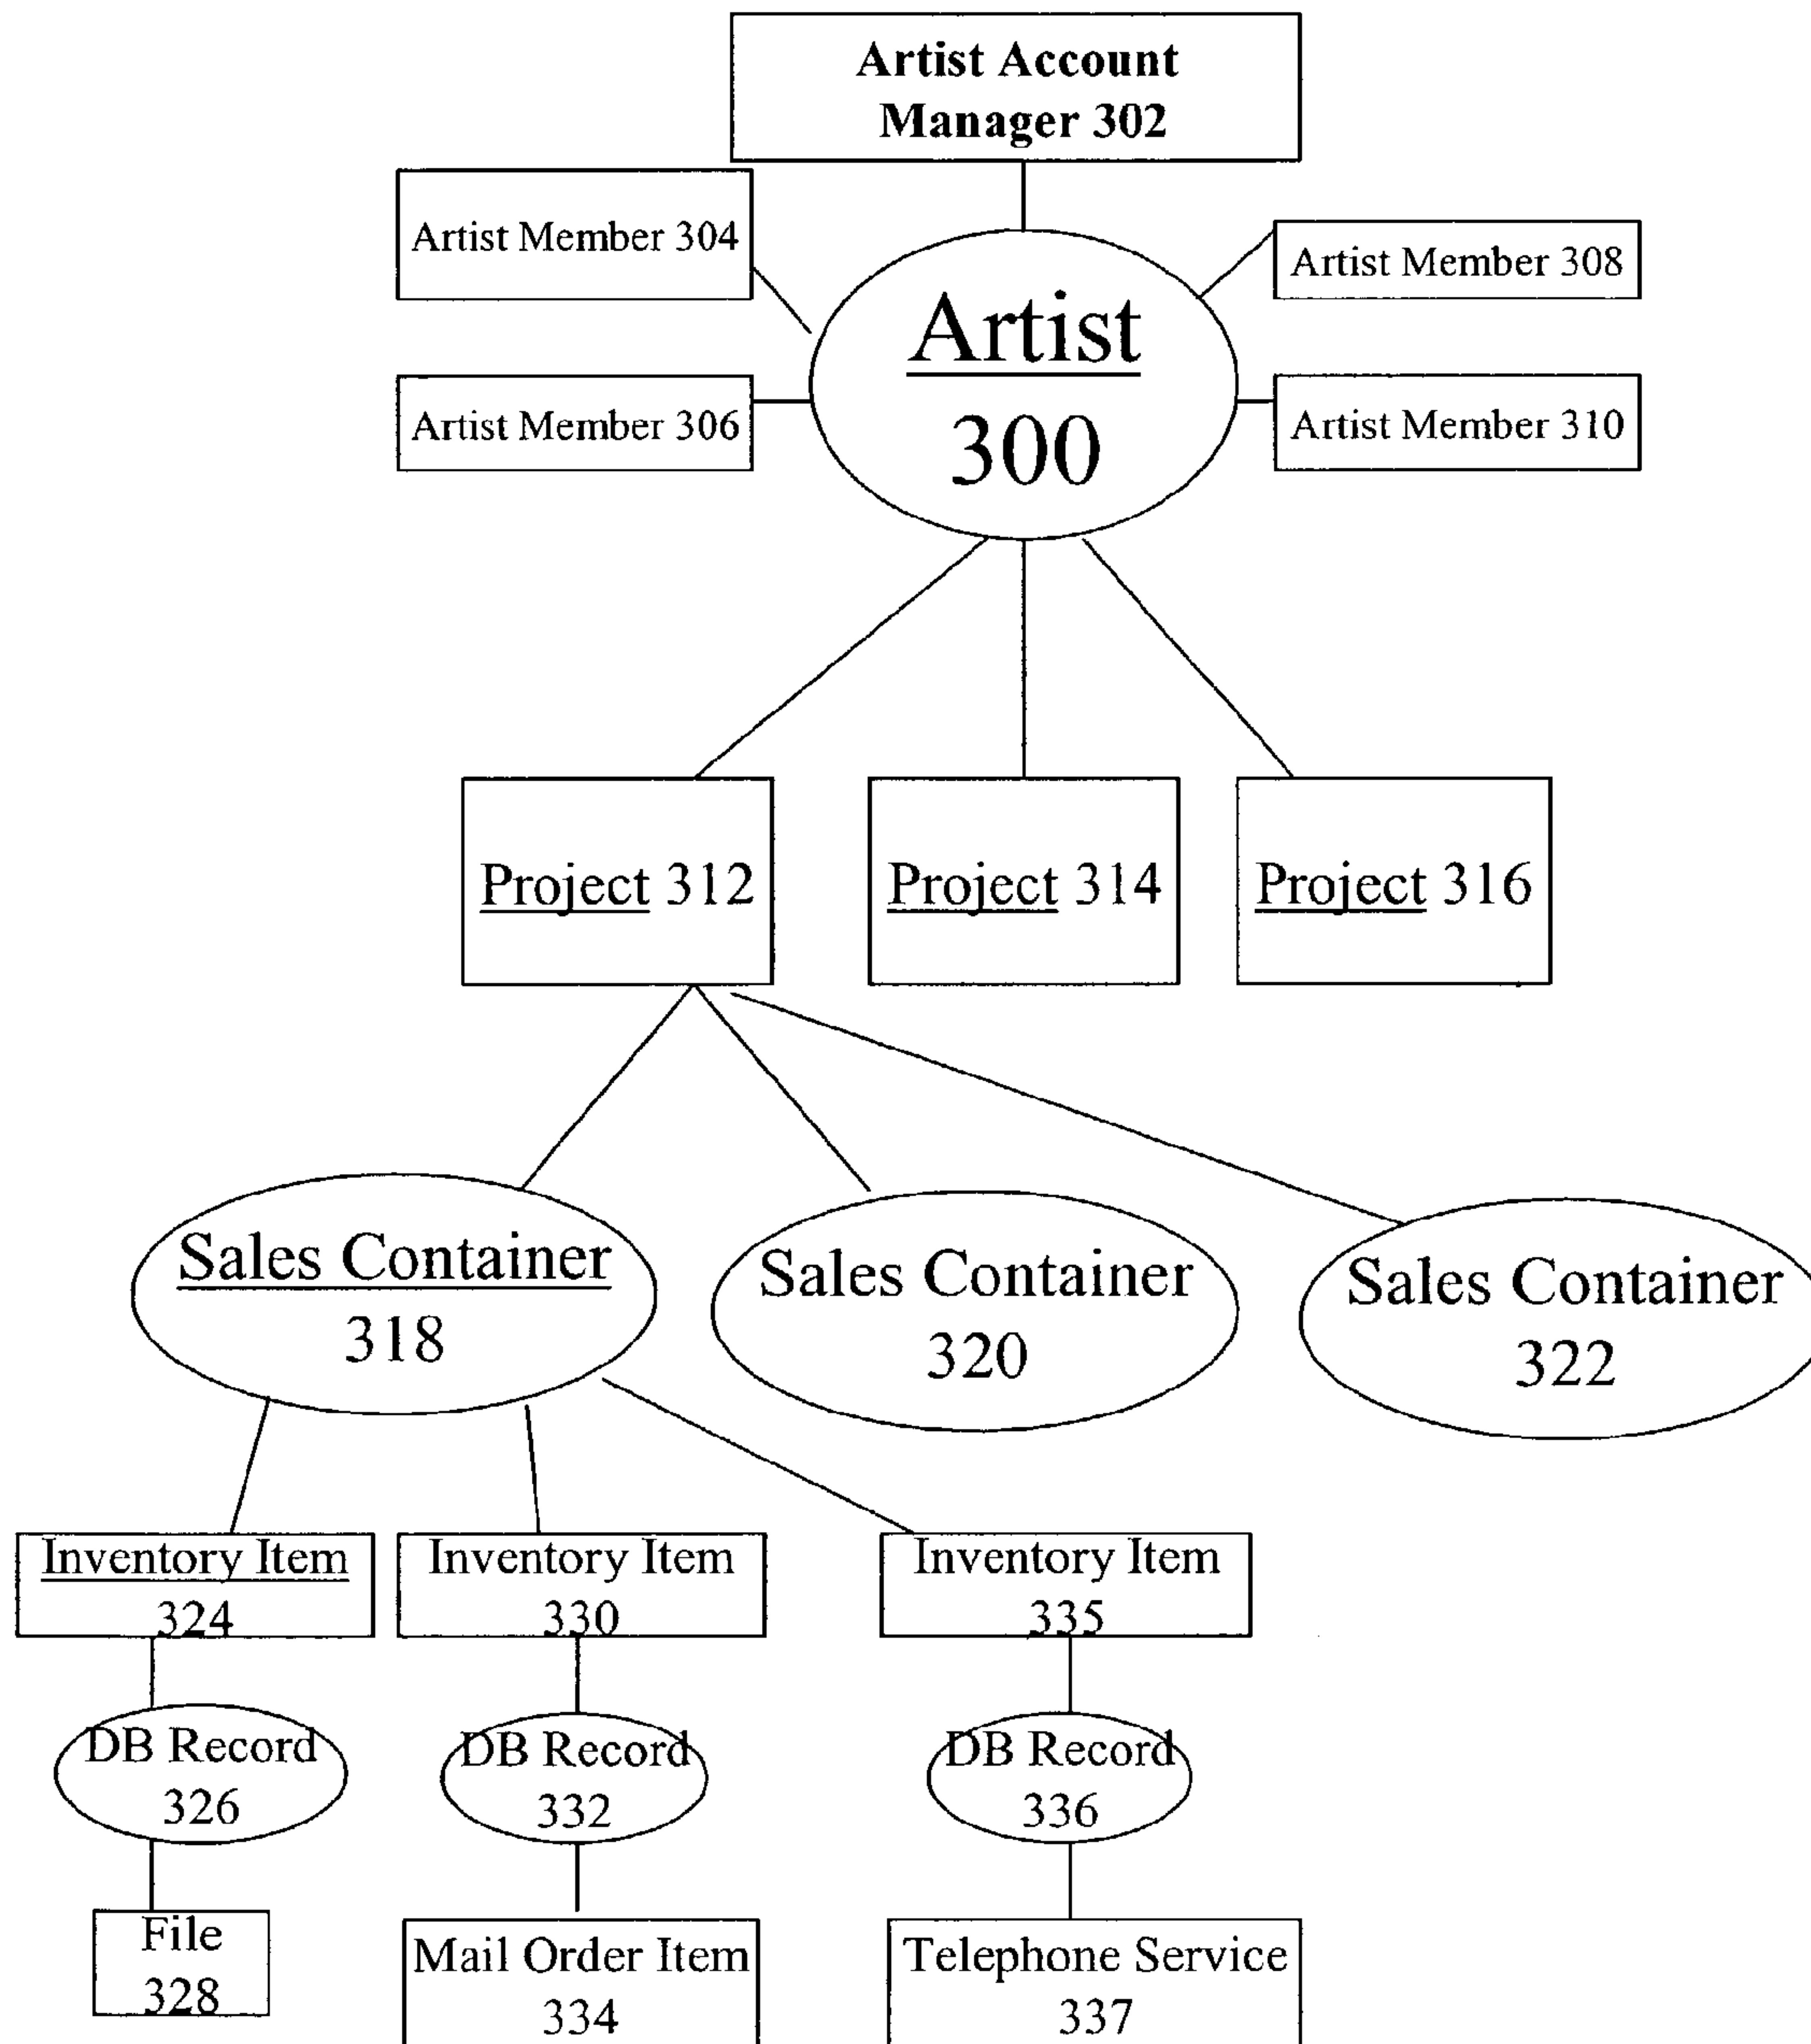 Artist Account
Manager 302
Artist Member 304
Artist Member 308
Artist
300
Artist Member 306
Artist Member 310
Project 312
Project 314
Project 316
Sales Container
318
Sales Container
320
Sales Container
322
Inventory Item
324
Inventory Item
330
Inventory Item
335
DB Record
326
DB Record
332
DB Record
336
File
328
Mail Order Item
334
Telephone Service
337